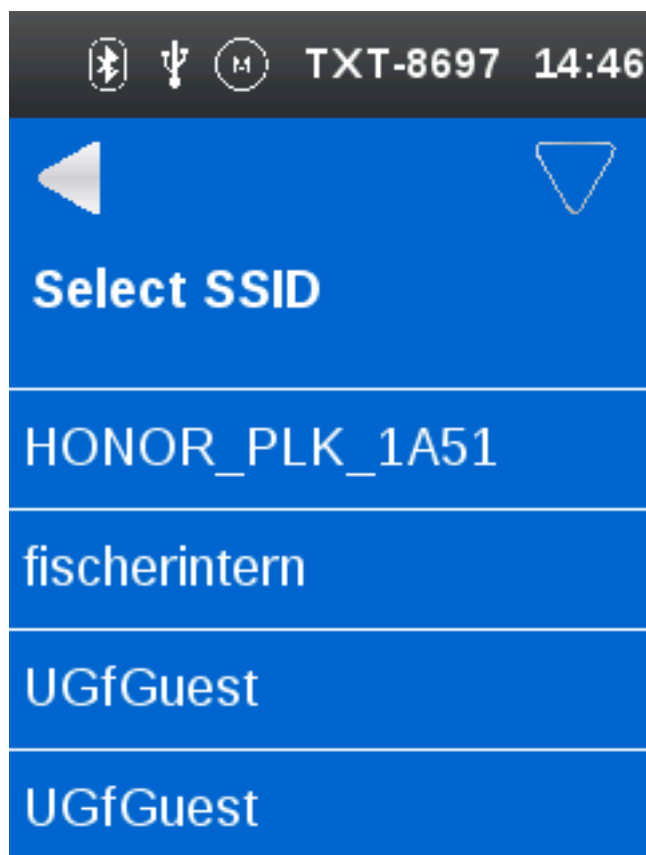 M TXT-8697 14:46
Select SSID
HONOR_PLK_1A51
fischerintern
UGfGuest
UGfGuest